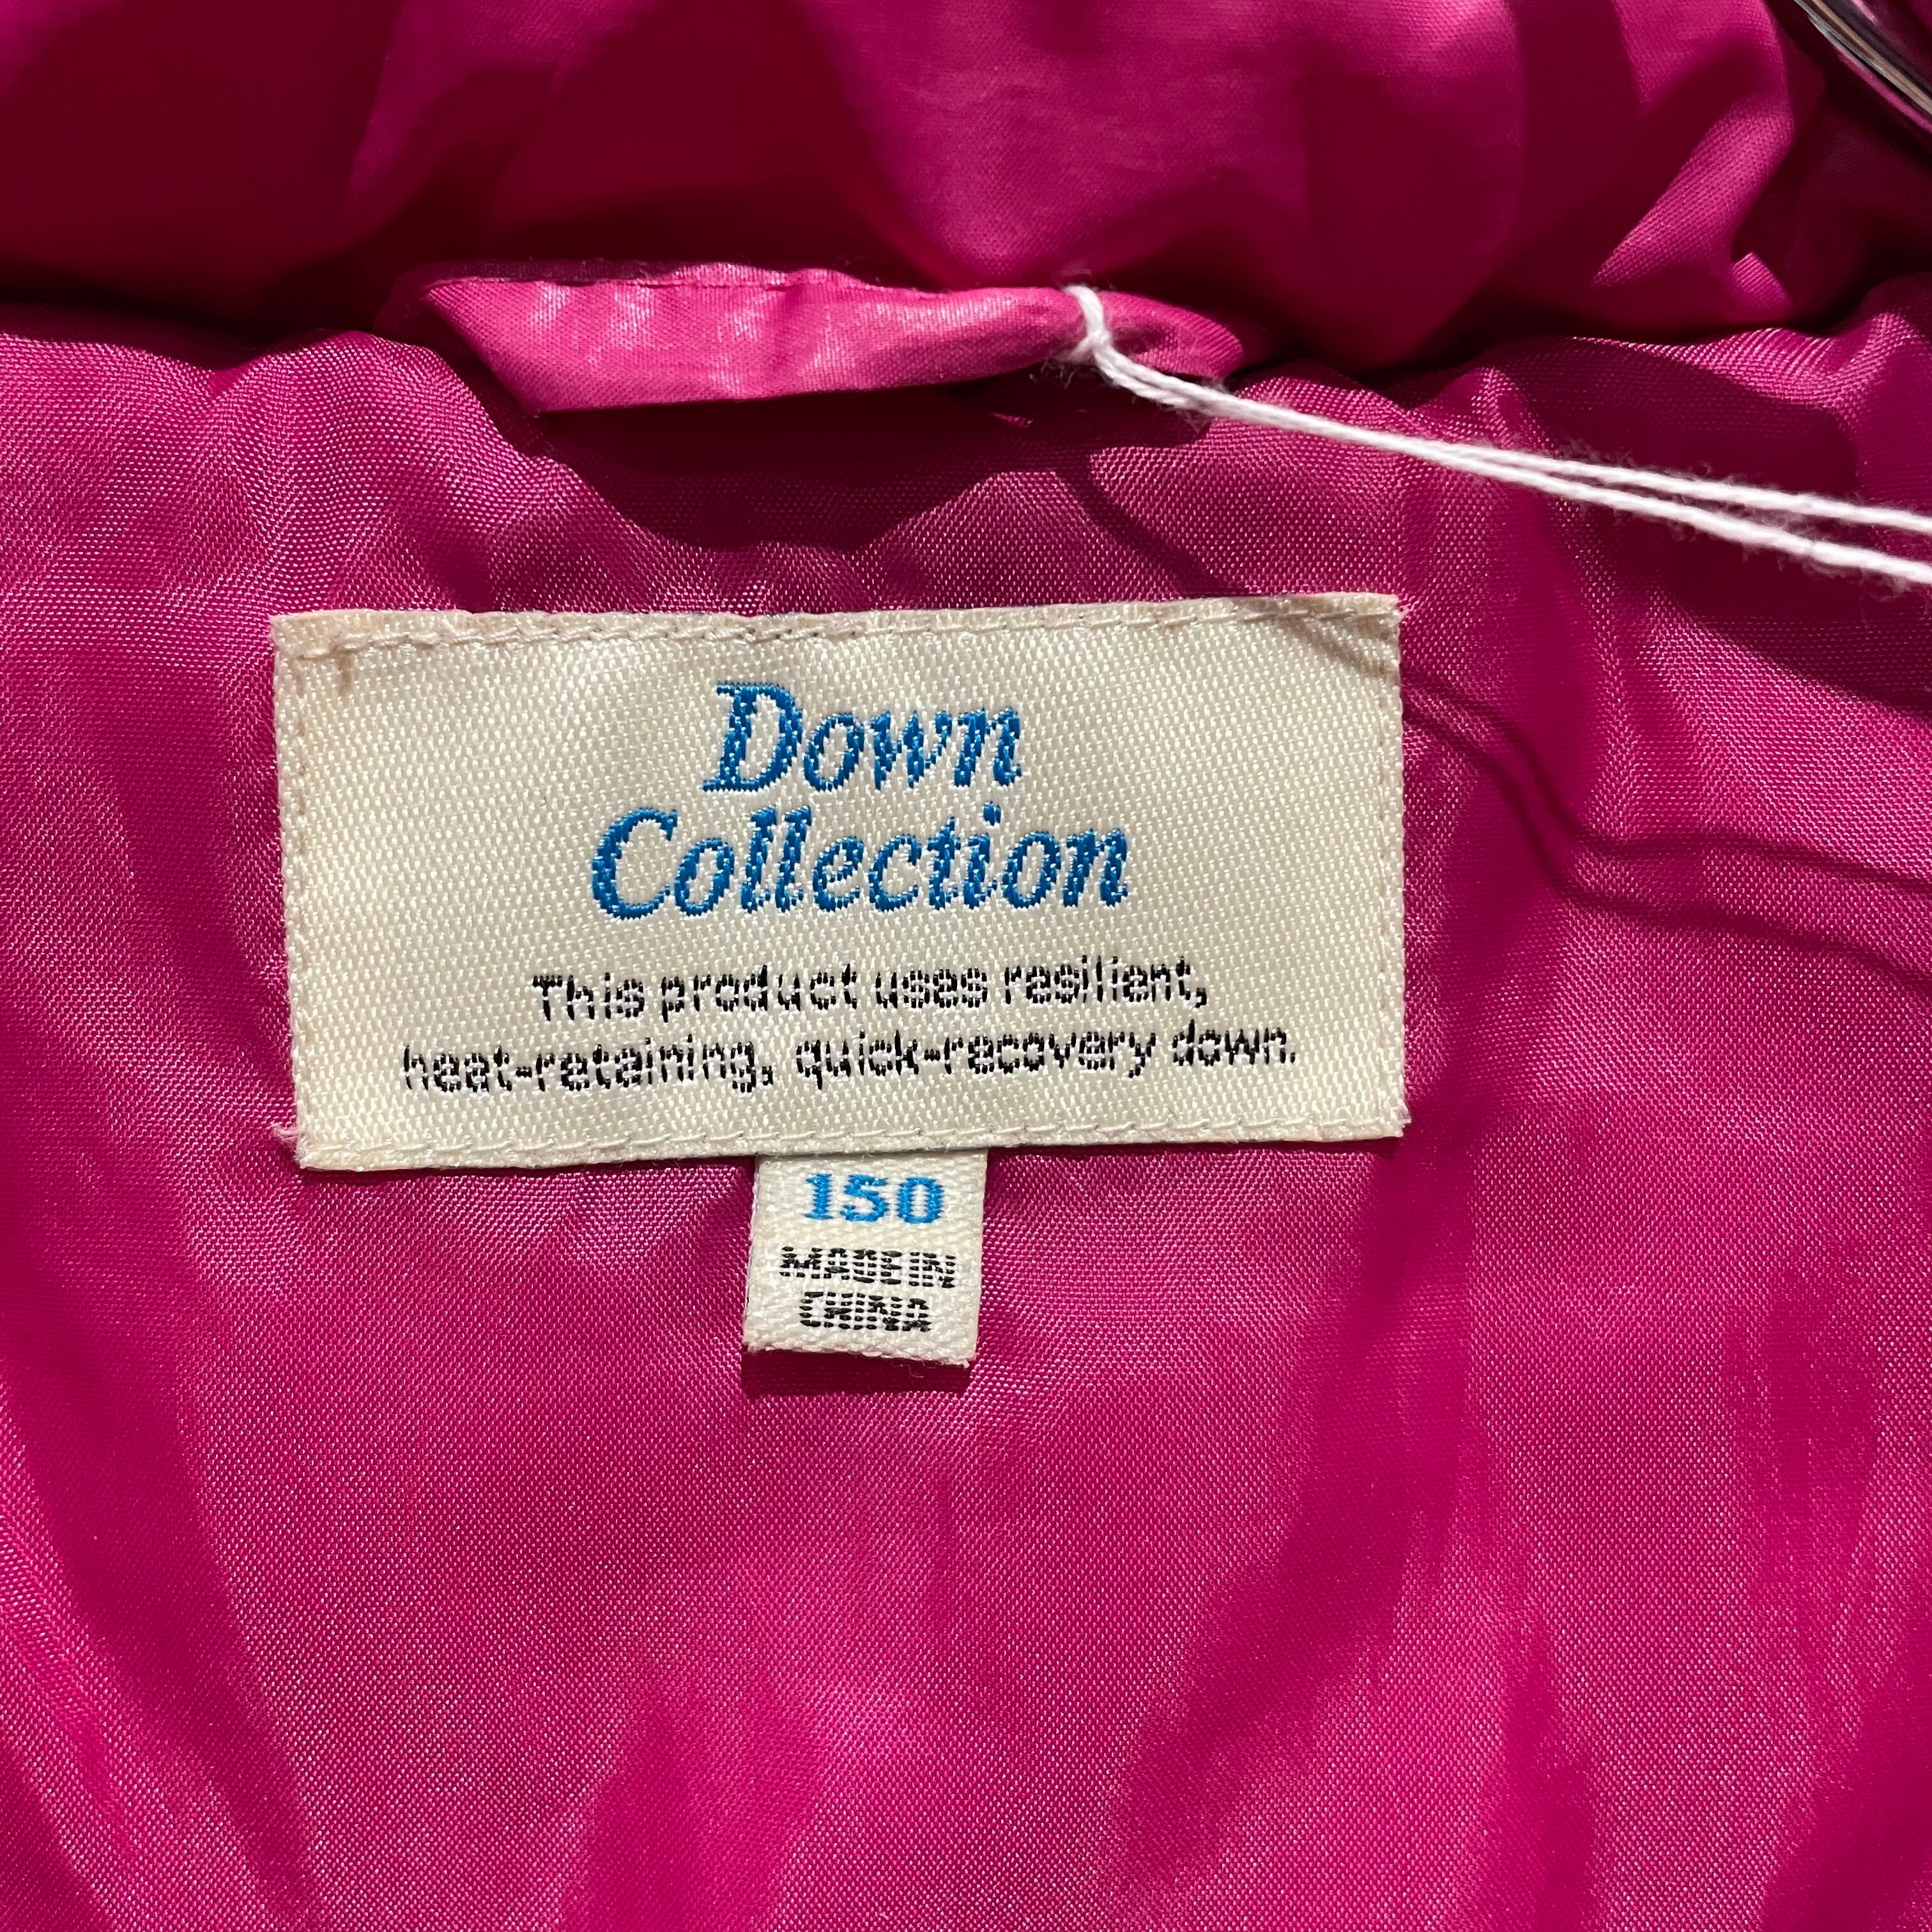 Down
Collection
This product uses resilient,
heat-retaining, quick-recovery down.
150
MADE IN
CHINA